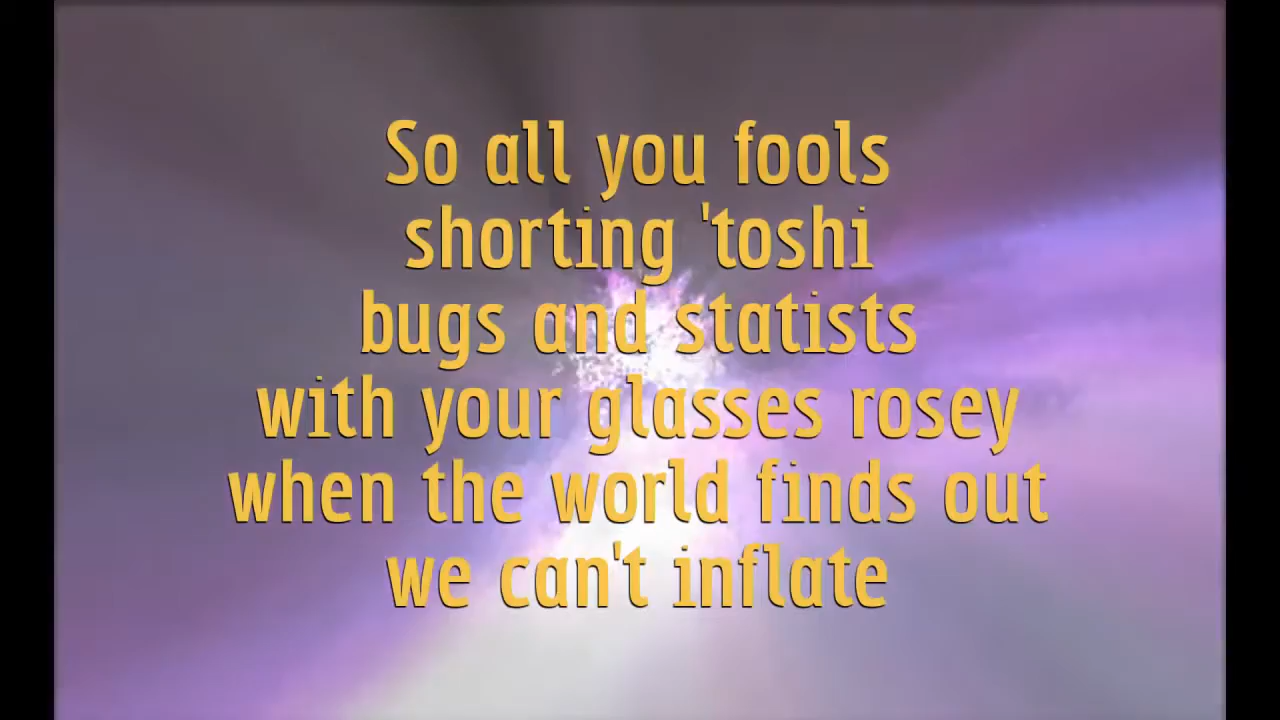 So all you fools
shorting 'toshi
bugs and statists
with your glasses rosey
when the world finds out
we can't inflate